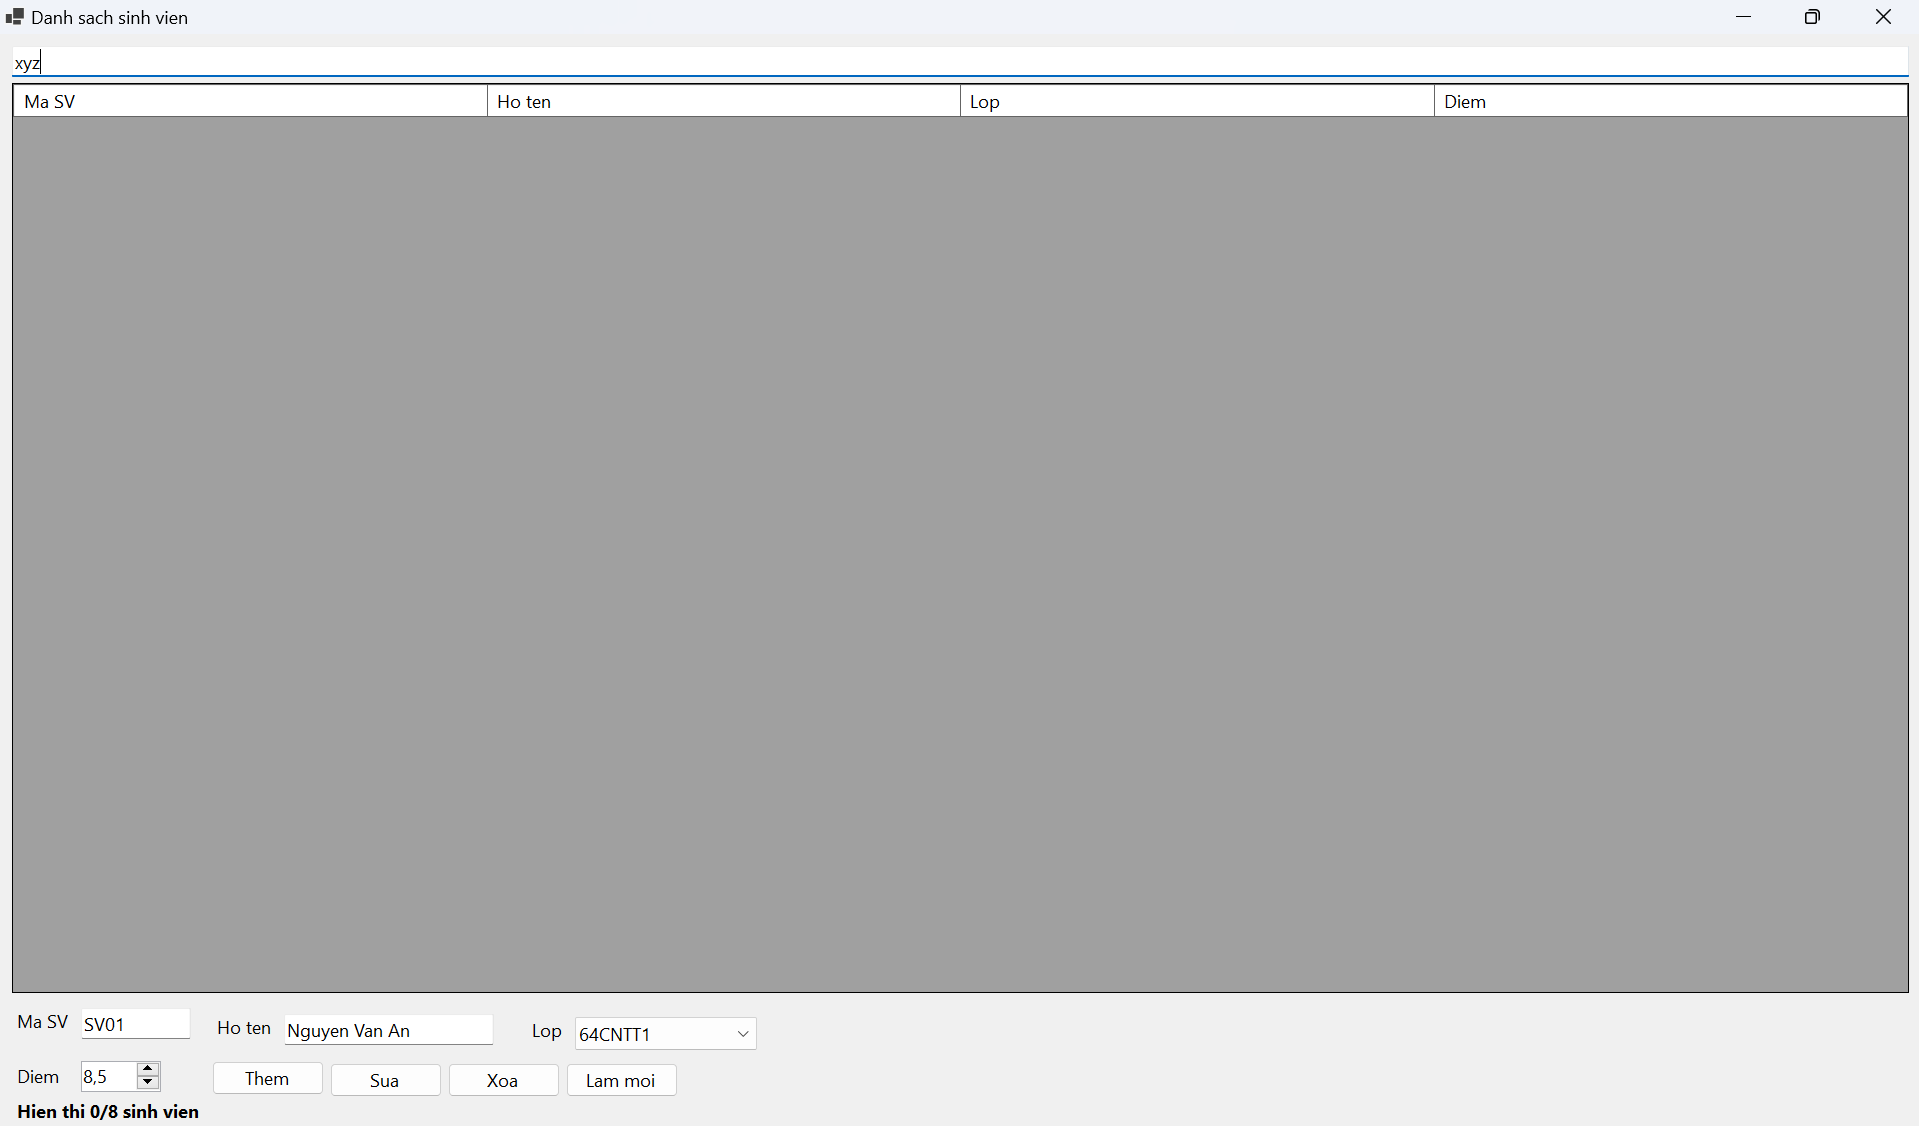 Danh sach sinh vien
xyz
Ma SV Ho ten Lop Diem
Ma SV SV01 Ho ten Nguyen Van An Lop 64CNTT1
Diem 8,5 Them Sua Xoa Lam moi
Hien thi 0/8 sinh vien